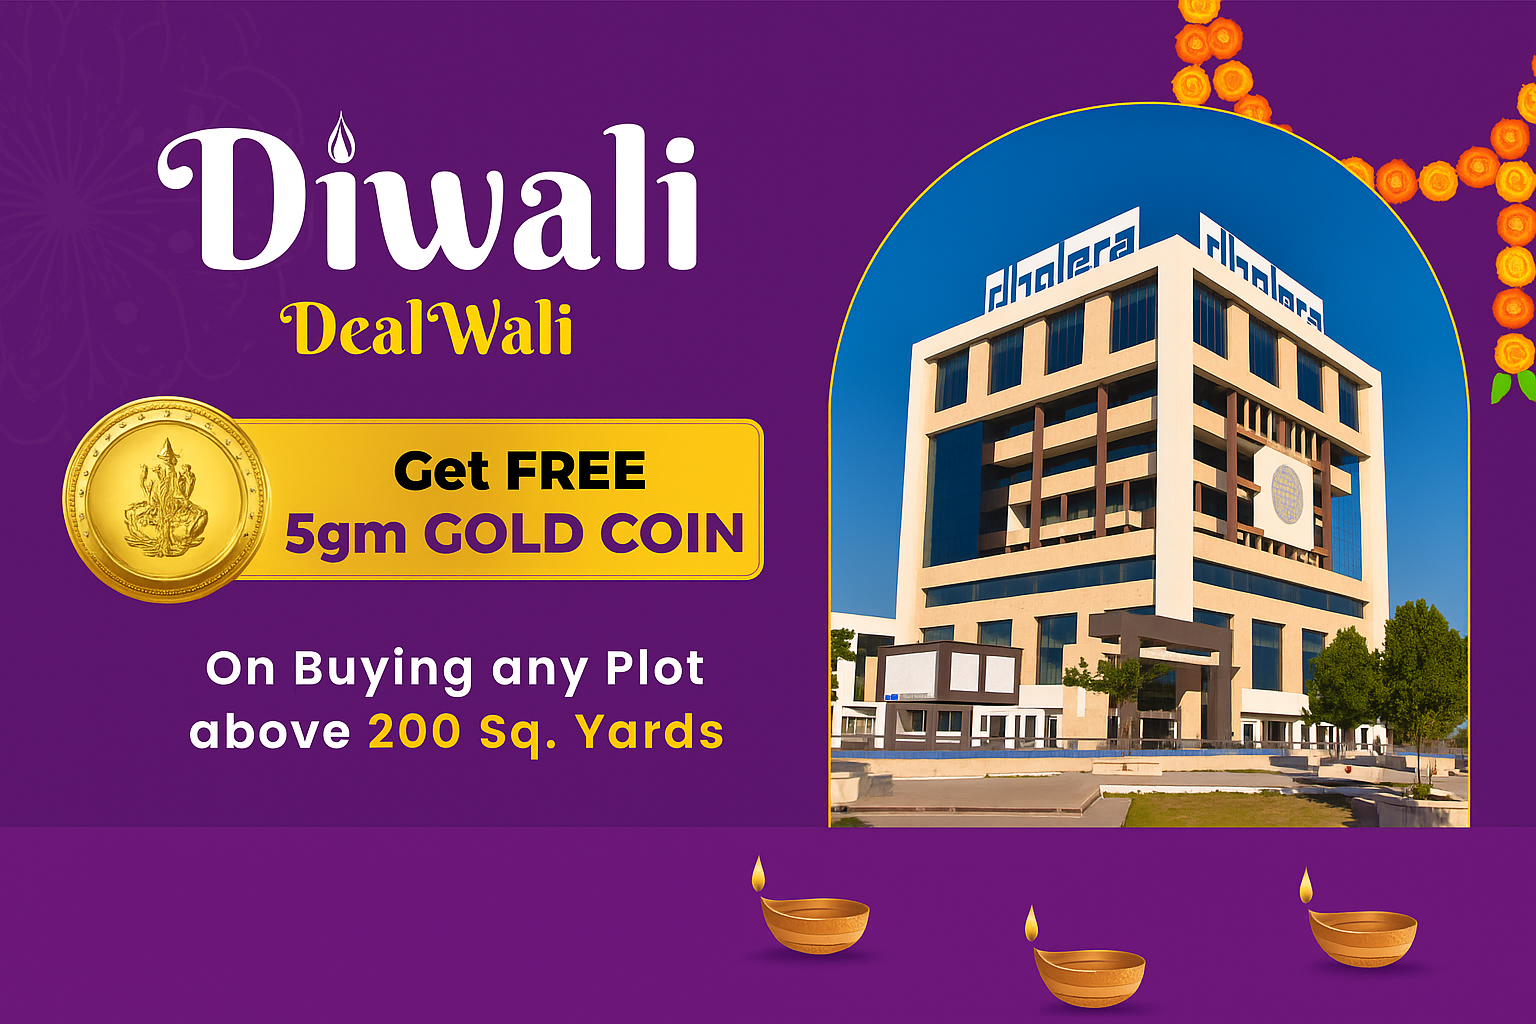 Diwali
DealWali
Get FREE
5gm GOLD COIN
On Buying any Plot
above 200 Sq. Yards
dholera
dholera